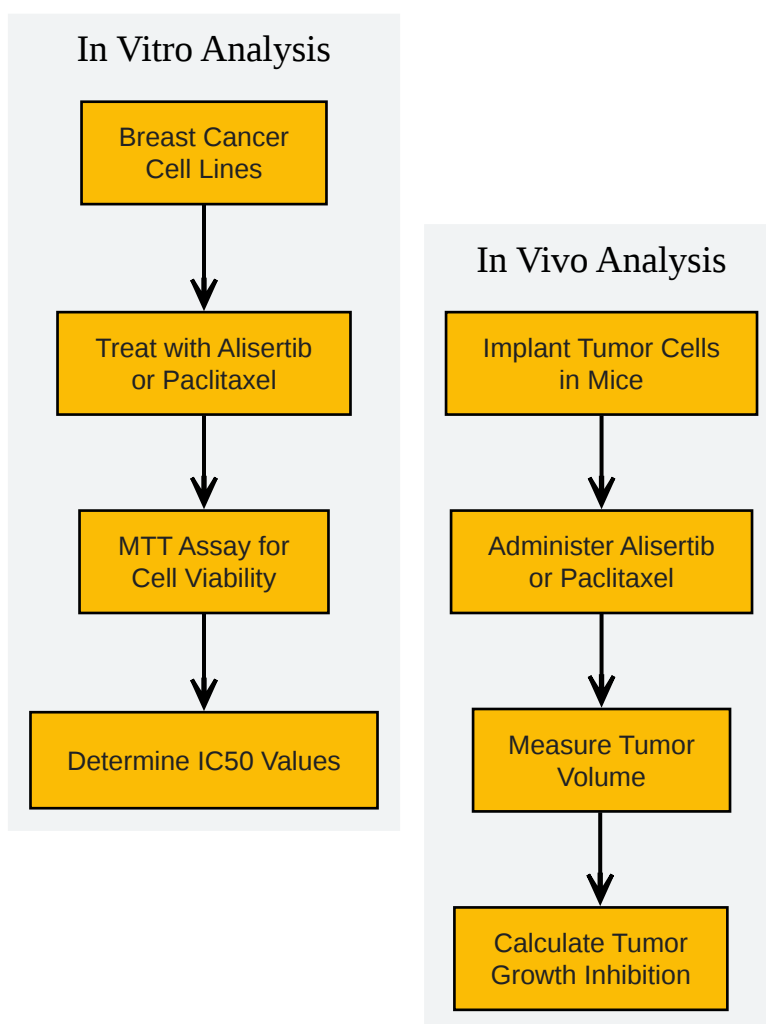 In Vitro Analysis
Breast Cancer
Cell Lines
Treat with Alisertib
or Paclitaxel
MTT Assay for
Cell Viability
Determine IC50 Values
In Vivo Analysis
Implant Tumor Cells
in Mice
Administer Alisertib
or Paclitaxel
Measure Tumor
Volume
Calculate Tumor
Growth Inhibition